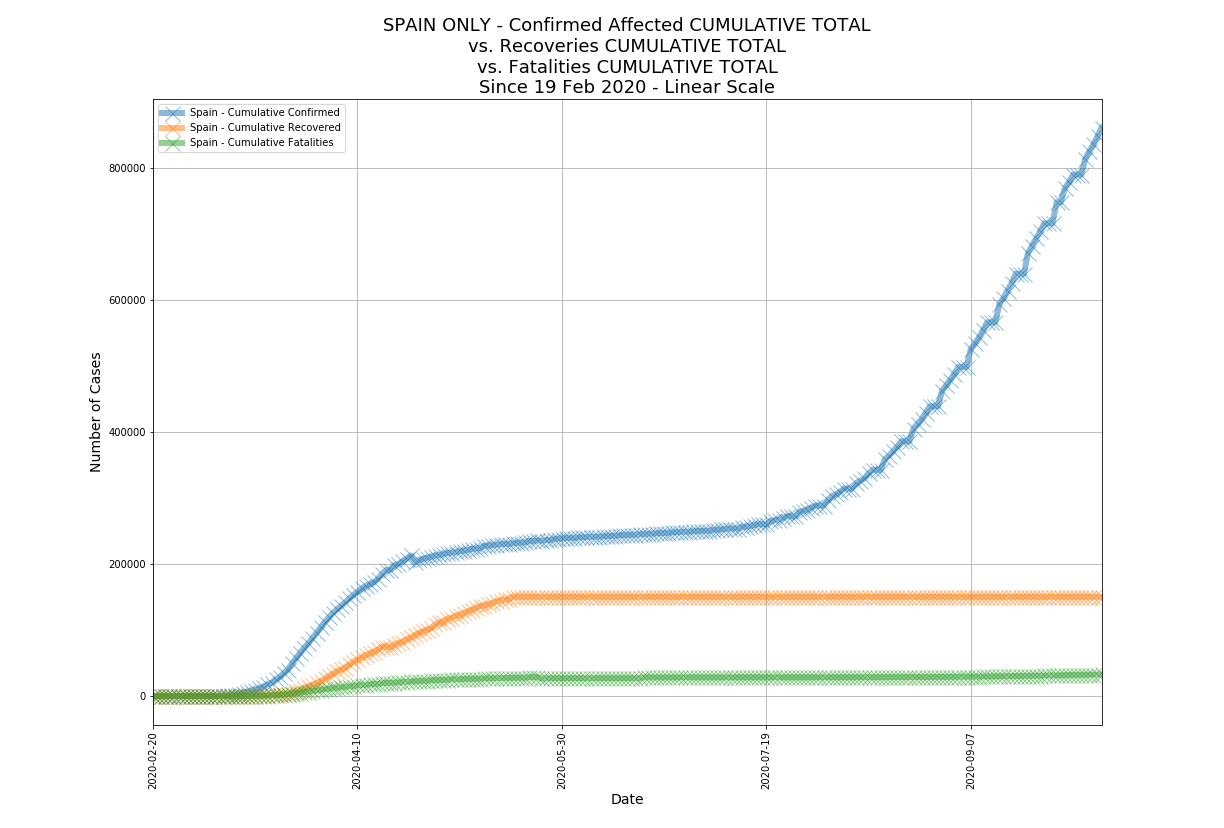 SPAIN ONLY - Confirmed Affected CUMULATIVE TOTAL
vs. Recoveries CUMULATIVE TOTAL
vs. Fatalities CUMULATIVE TOTAL
Since 19 Feb 2020 - Linear Scale
Spain - Cumulative Confirmed
Spain - Cumulative Recovered
Spain - Cumulative Fatalities
Number of Cases
800000
600000
400000
200000
0
2020-02-20
2020-04-10
2020-05-30
2020-07-19
2020-09-07
Date